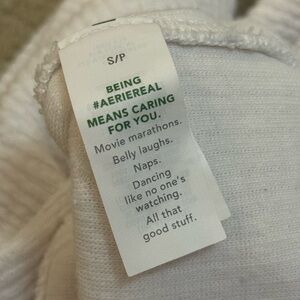 S/P
BEING
#AERIEREAL
MEANS CARING
FOR YOU.
Movie marathons.
Belly laughs.
Naps.
Dancing
like no one's
watching.
All that
good stuff.